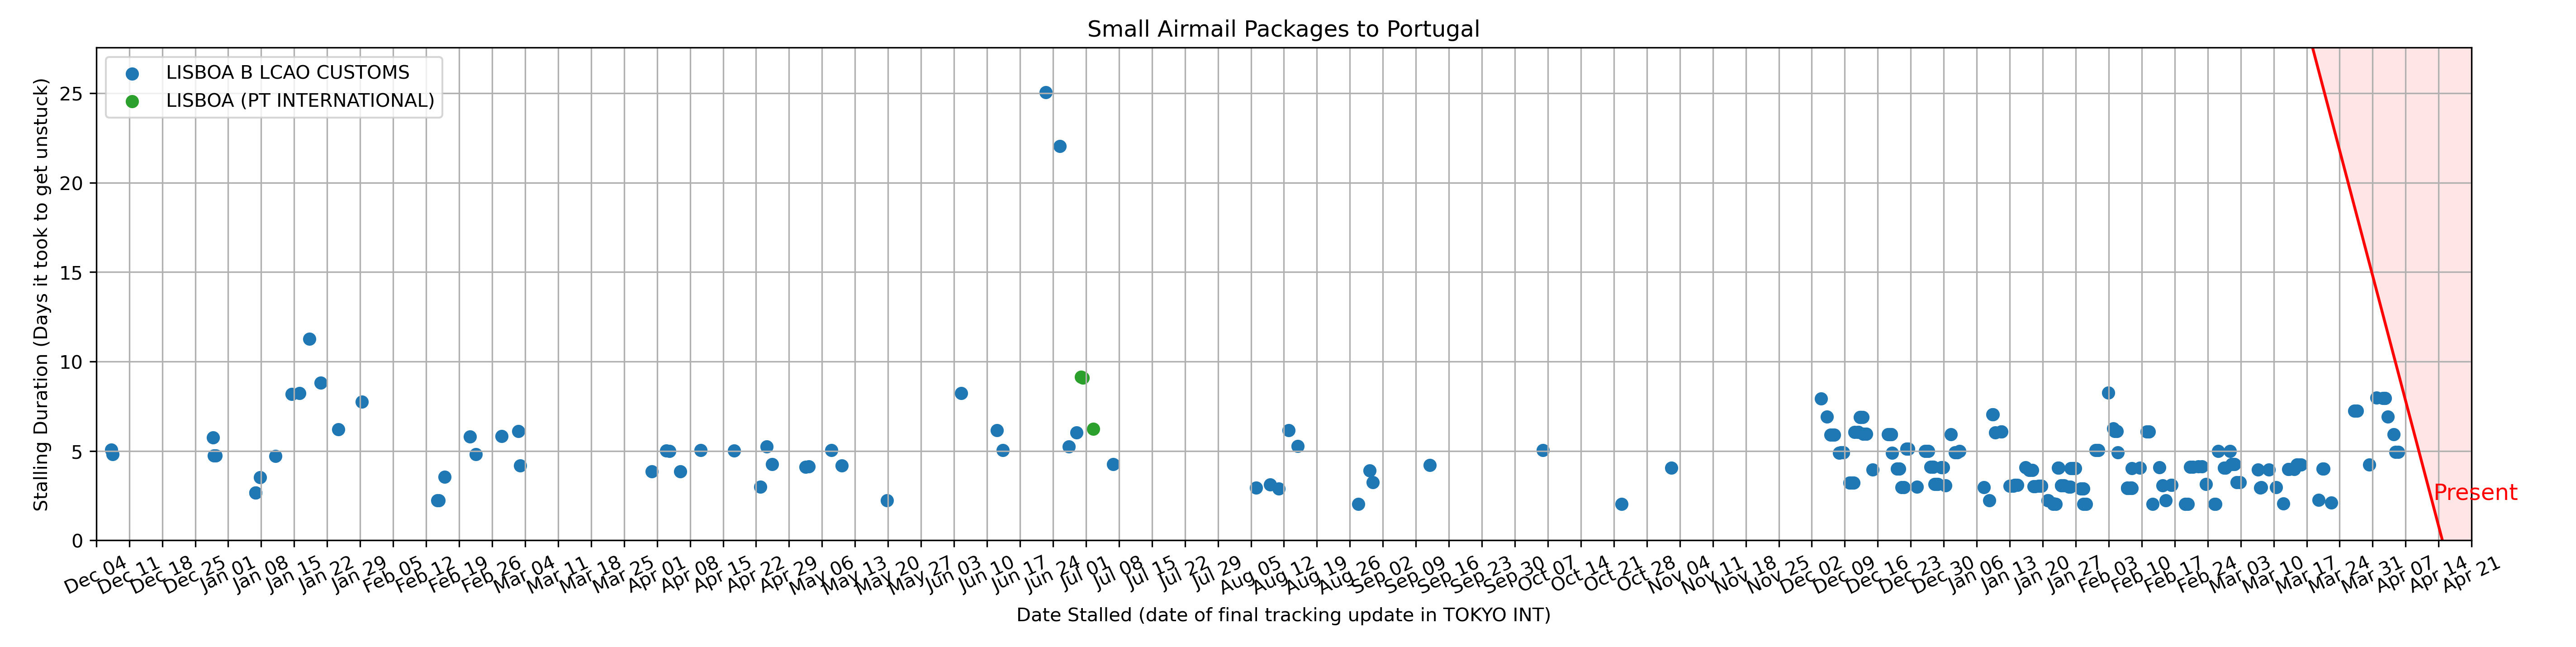 Small Airmail Packages to Portugal
LISBOA B LCAO CUSTOMS
LISBOA (PT INTERNATIONAL)
Stalling Duration (Days it took to get unstuck)
25
20
15
10
5
0
Present
Dec 04 Dec 11 Dec 18 Dec 25 Jan 01 Jan 08 Jan 15 Jan 22 Jan 29 Feb 05 Feb 12 Feb 19 Feb 26 Mar 04 Mar 11 Mar 18 Mar 25 Apr 01 Apr 08 Apr 15 Apr 22 Apr 29 May 06 May 13 May 20 May 27 Jun 03 Jun 10 Jun 17 Jun 24 Jul 01 Jul 08 Jul 15 Jul 22 Jul 29 Aug 05 Aug 12 Aug 19 Aug 26 Sep 02 Sep 09 Sep 16 Sep 23 Sep 30 Oct 07 Oct 14 Oct 21 Oct 28 Nov 04 Nov 11 Nov 18 Nov 25 Dec 02 Dec 09 Dec 16 Dec 23 Dec 30 Jan 06 Jan 13 Jan 20 Jan 27 Feb 03 Feb 10 Feb 17 Feb 24 Mar 03 Mar 10 Mar 17 Mar 24 Mar 31 Apr 07 Apr 14 Apr 21
Date Stalled (date of final tracking update in TOKYO INT)